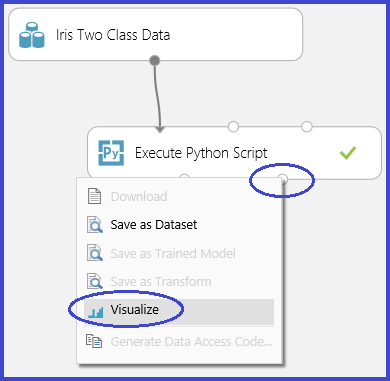 Iris Two Class Data
Py
Execute Python Script
Download
Save as Dataset
Save as Trained Model
Save as Transform
Visualize
Generate Data Access Code...